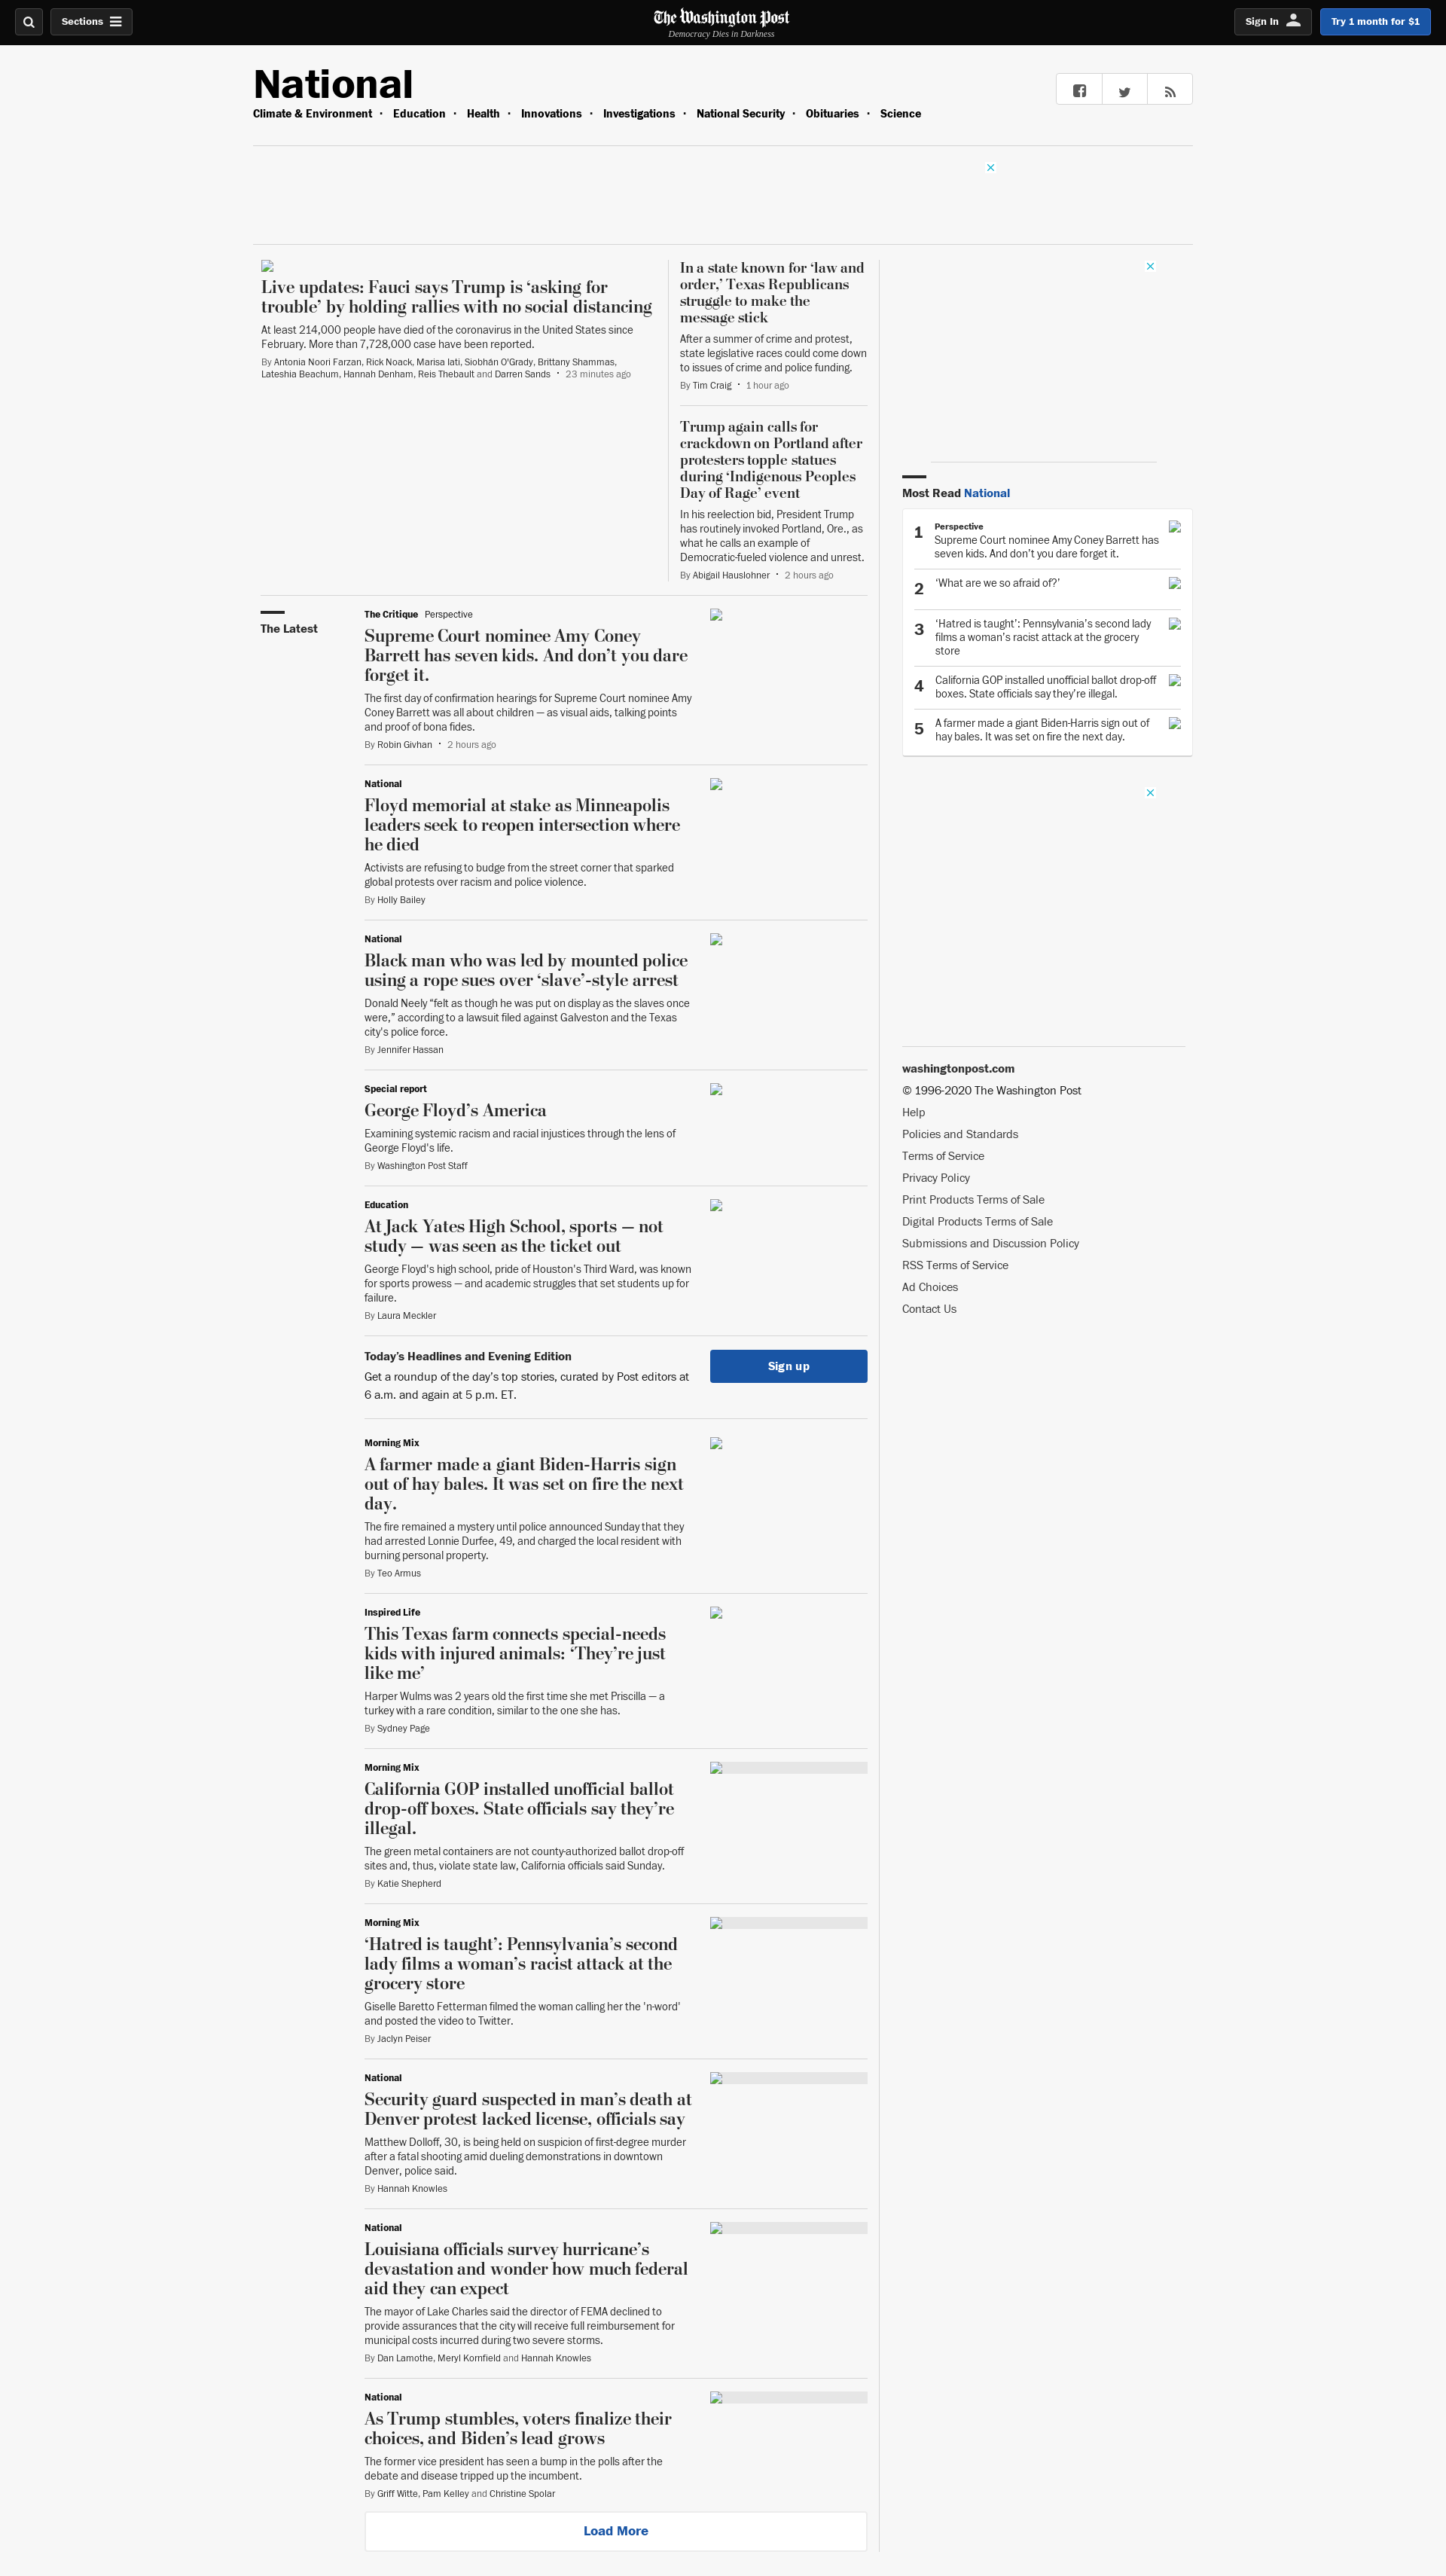 Sections
The Washington Post
Democracy Dies in Darkness
Sign In
Try 1 month for $1
National
Climate & Environment • Education • Health • Innovations • Investigations • National Security • Obituaries • Science
Live updates: Fauci says Trump is ‘asking for
trouble’ by holding rallies with no social distancing
At least 214,000 people have died of the coronavirus in the United States since
February. More than 7,728,000 case have been reported.
By Antonia Noori Farzan, Rick Noack, Marisa Iati, Siobhán O'Grady, Brittany Shammas,
Lateshia Beachum, Hannah Denham, Reis Thebault and Darren Sands • 23 minutes ago
In a state known for ‘law and
order,’ Texas Republicans
struggle to make the
message stick
After a summer of crime and protest,
state legislative races could come down
to issues of crime and police funding.
By Tim Craig • 1 hour ago
Trump again calls for
crackdown on Portland after
protesters topple statues
during ‘Indigenous Peoples
Day of Rage’ event
In his reelection bid, President Trump
has routinely invoked Portland, Ore., as
what he calls an example of
Democratic-fueled violence and unrest.
By Abigail Hauslohner • 2 hours ago
The Latest
The Critique Perspective
Supreme Court nominee Amy Coney
Barrett has seven kids. And don’t you dare
forget it.
The first day of confirmation hearings for Supreme Court nominee Amy
Coney Barrett was all about children — as visual aids, talking points
and proof of bona fides.
By Robin Givhan • 2 hours ago
National
Floyd memorial at stake as Minneapolis
leaders seek to reopen intersection where
he died
Activists are refusing to budge from the street corner that sparked
global protests over racism and police violence.
By Holly Bailey
National
Black man who was led by mounted police
using a rope sues over ‘slave’-style arrest
Donald Neely “felt as though he was put on display as the slaves once
were,” according to a lawsuit filed against Galveston and the Texas
city's police force.
By Jennifer Hassan
Special report
George Floyd’s America
Examining systemic racism and racial injustices through the lens of
George Floyd's life.
By Washington Post Staff
Education
At Jack Yates High School, sports — not
study — was seen as the ticket out
George Floyd's high school, pride of Houston's Third Ward, was known
for sports prowess — and academic struggles that set students up for
failure.
By Laura Meckler
Today’s Headlines and Evening Edition
Get a roundup of the day’s top stories, curated by Post editors at
6 a.m. and again at 5 p.m. ET.
Sign up
Morning Mix
A farmer made a giant Biden-Harris sign
out of hay bales. It was set on fire the next
day.
The fire remained a mystery until police announced Sunday that they
had arrested Lonnie Durfee, 49, and charged the local resident with
burning personal property.
By Teo Armus
Inspired Life
This Texas farm connects special-needs
kids with injured animals: ‘They’re just
like me’
Harper Wulms was 2 years old the first time she met Priscilla — a
turkey with a rare condition, similar to the one she has.
By Sydney Page
Morning Mix
California GOP installed unofficial ballot
drop-off boxes. State officials say they’re
illegal.
The green metal containers are not county-authorized ballot drop-off
sites and, thus, violate state law, California officials said Sunday.
By Katie Shepherd
Morning Mix
‘Hatred is taught’: Pennsylvania’s second
lady films a woman’s racist attack at the
grocery store
Giselle Baretto Fetterman filmed the woman calling her the 'n-word'
and posted the video to Twitter.
By Jaclyn Peiser
National
Security guard suspected in man’s death at
Denver protest lacked license, officials say
Matthew Dolloff, 30, is being held on suspicion of first-degree murder
after a fatal shooting amid dueling demonstrations in downtown
Denver, police said.
By Hannah Knowles
National
Louisiana officials survey hurricane’s
devastation and wonder how much federal
aid they can expect
The mayor of Lake Charles said the director of FEMA declined to
provide assurances that the city will receive full reimbursement for
municipal costs incurred during two severe storms.
By Dan Lamothe, Meryl Kornfield and Hannah Knowles
National
As Trump stumbles, voters finalize their
choices, and Biden’s lead grows
The former vice president has seen a bump in the polls after the
debate and disease tripped up the incumbent.
By Griff Witte, Pam Kelley and Christine Spolar
Load More
Most Read National
1
Perspective
Supreme Court nominee Amy Coney Barrett has
seven kids. And don’t you dare forget it.
2
‘What are we so afraid of?’
3
‘Hatred is taught’: Pennsylvania’s second lady
films a woman’s racist attack at the grocery
store
4
California GOP installed unofficial ballot drop-off
boxes. State officials say they’re illegal.
5
A farmer made a giant Biden-Harris sign out of
hay bales. It was set on fire the next day.
washingtonpost.com
© 1996-2020 The Washington Post
Help
Policies and Standards
Terms of Service
Privacy Policy
Print Products Terms of Sale
Digital Products Terms of Sale
Submissions and Discussion Policy
RSS Terms of Service
Ad Choices
Contact Us